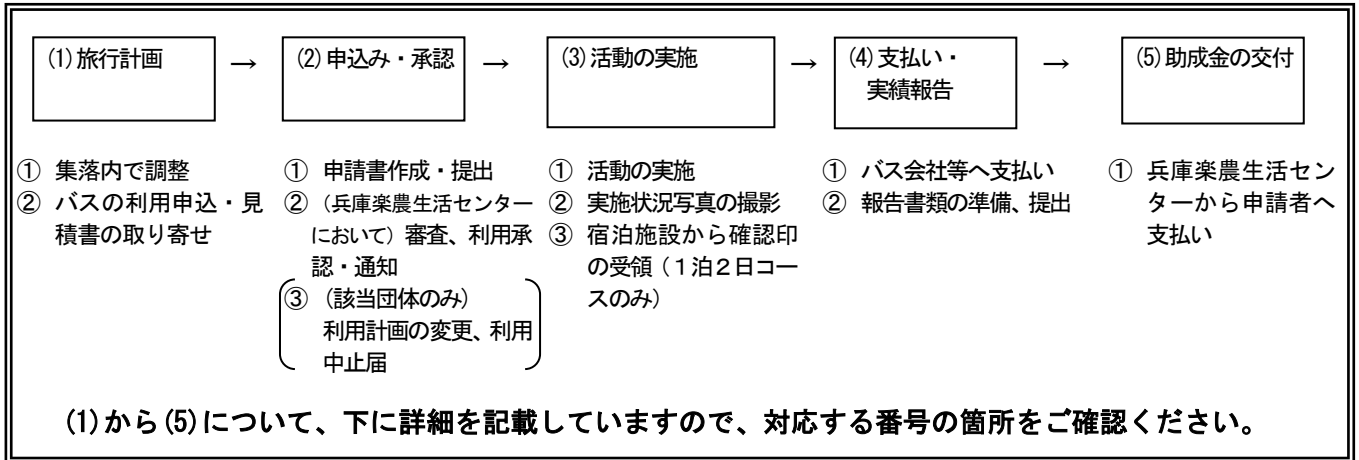 (1)旅行計画 → (2)申込み・承認 → (3)活動の実施 → (4)支払い・実績報告 → (5)助成金の交付
① 集落内で調整
② バスの利用申込・見
積書の取り寄せ
① 申請書作成・提出
② (兵庫楽農生活センター
において) 審査、利用承
認・通知
③ (該当団体のみ)
利用計画の変更、利用
中止届
① 活動の実施
② 実施状況写真の撮影
③ 宿泊施設から確認印
の受領(1泊2日コー
スのみ)
① バス会社等へ支払い
② 報告書類の準備、提出
① 兵庫楽農生活セン
ターから申請者へ
支払い
(1)から(5)について、下に詳細を記載していますので、対応する番号の箇所をご確認ください。